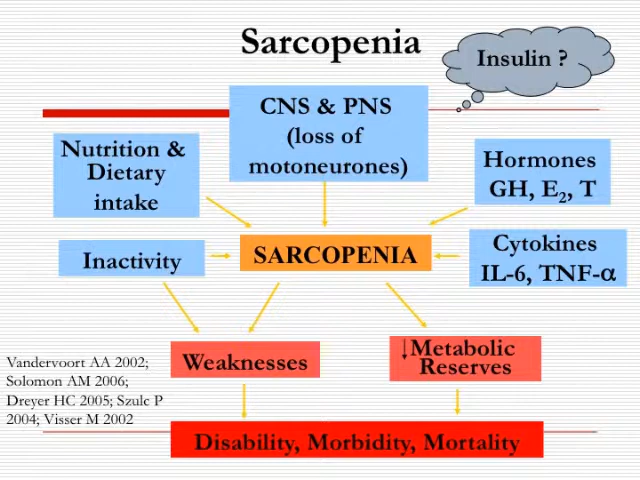 Sarcopenia
Insulin ?
CNS & PNS
(loss of
motoneurones)
Nutrition &
Dietary
intake
Hormones
GH, E₂, T
Inactivity
SARCOPENIA
Cytokines
IL-6, TNF-α
Weaknesses
↓Metabolic
Reserves
Vandervoort AA 2002;
Solomon AM 2006;
Dreyer HC 2005; Szulc P
2004; Visser M 2002
Disability, Morbidity, Mortality